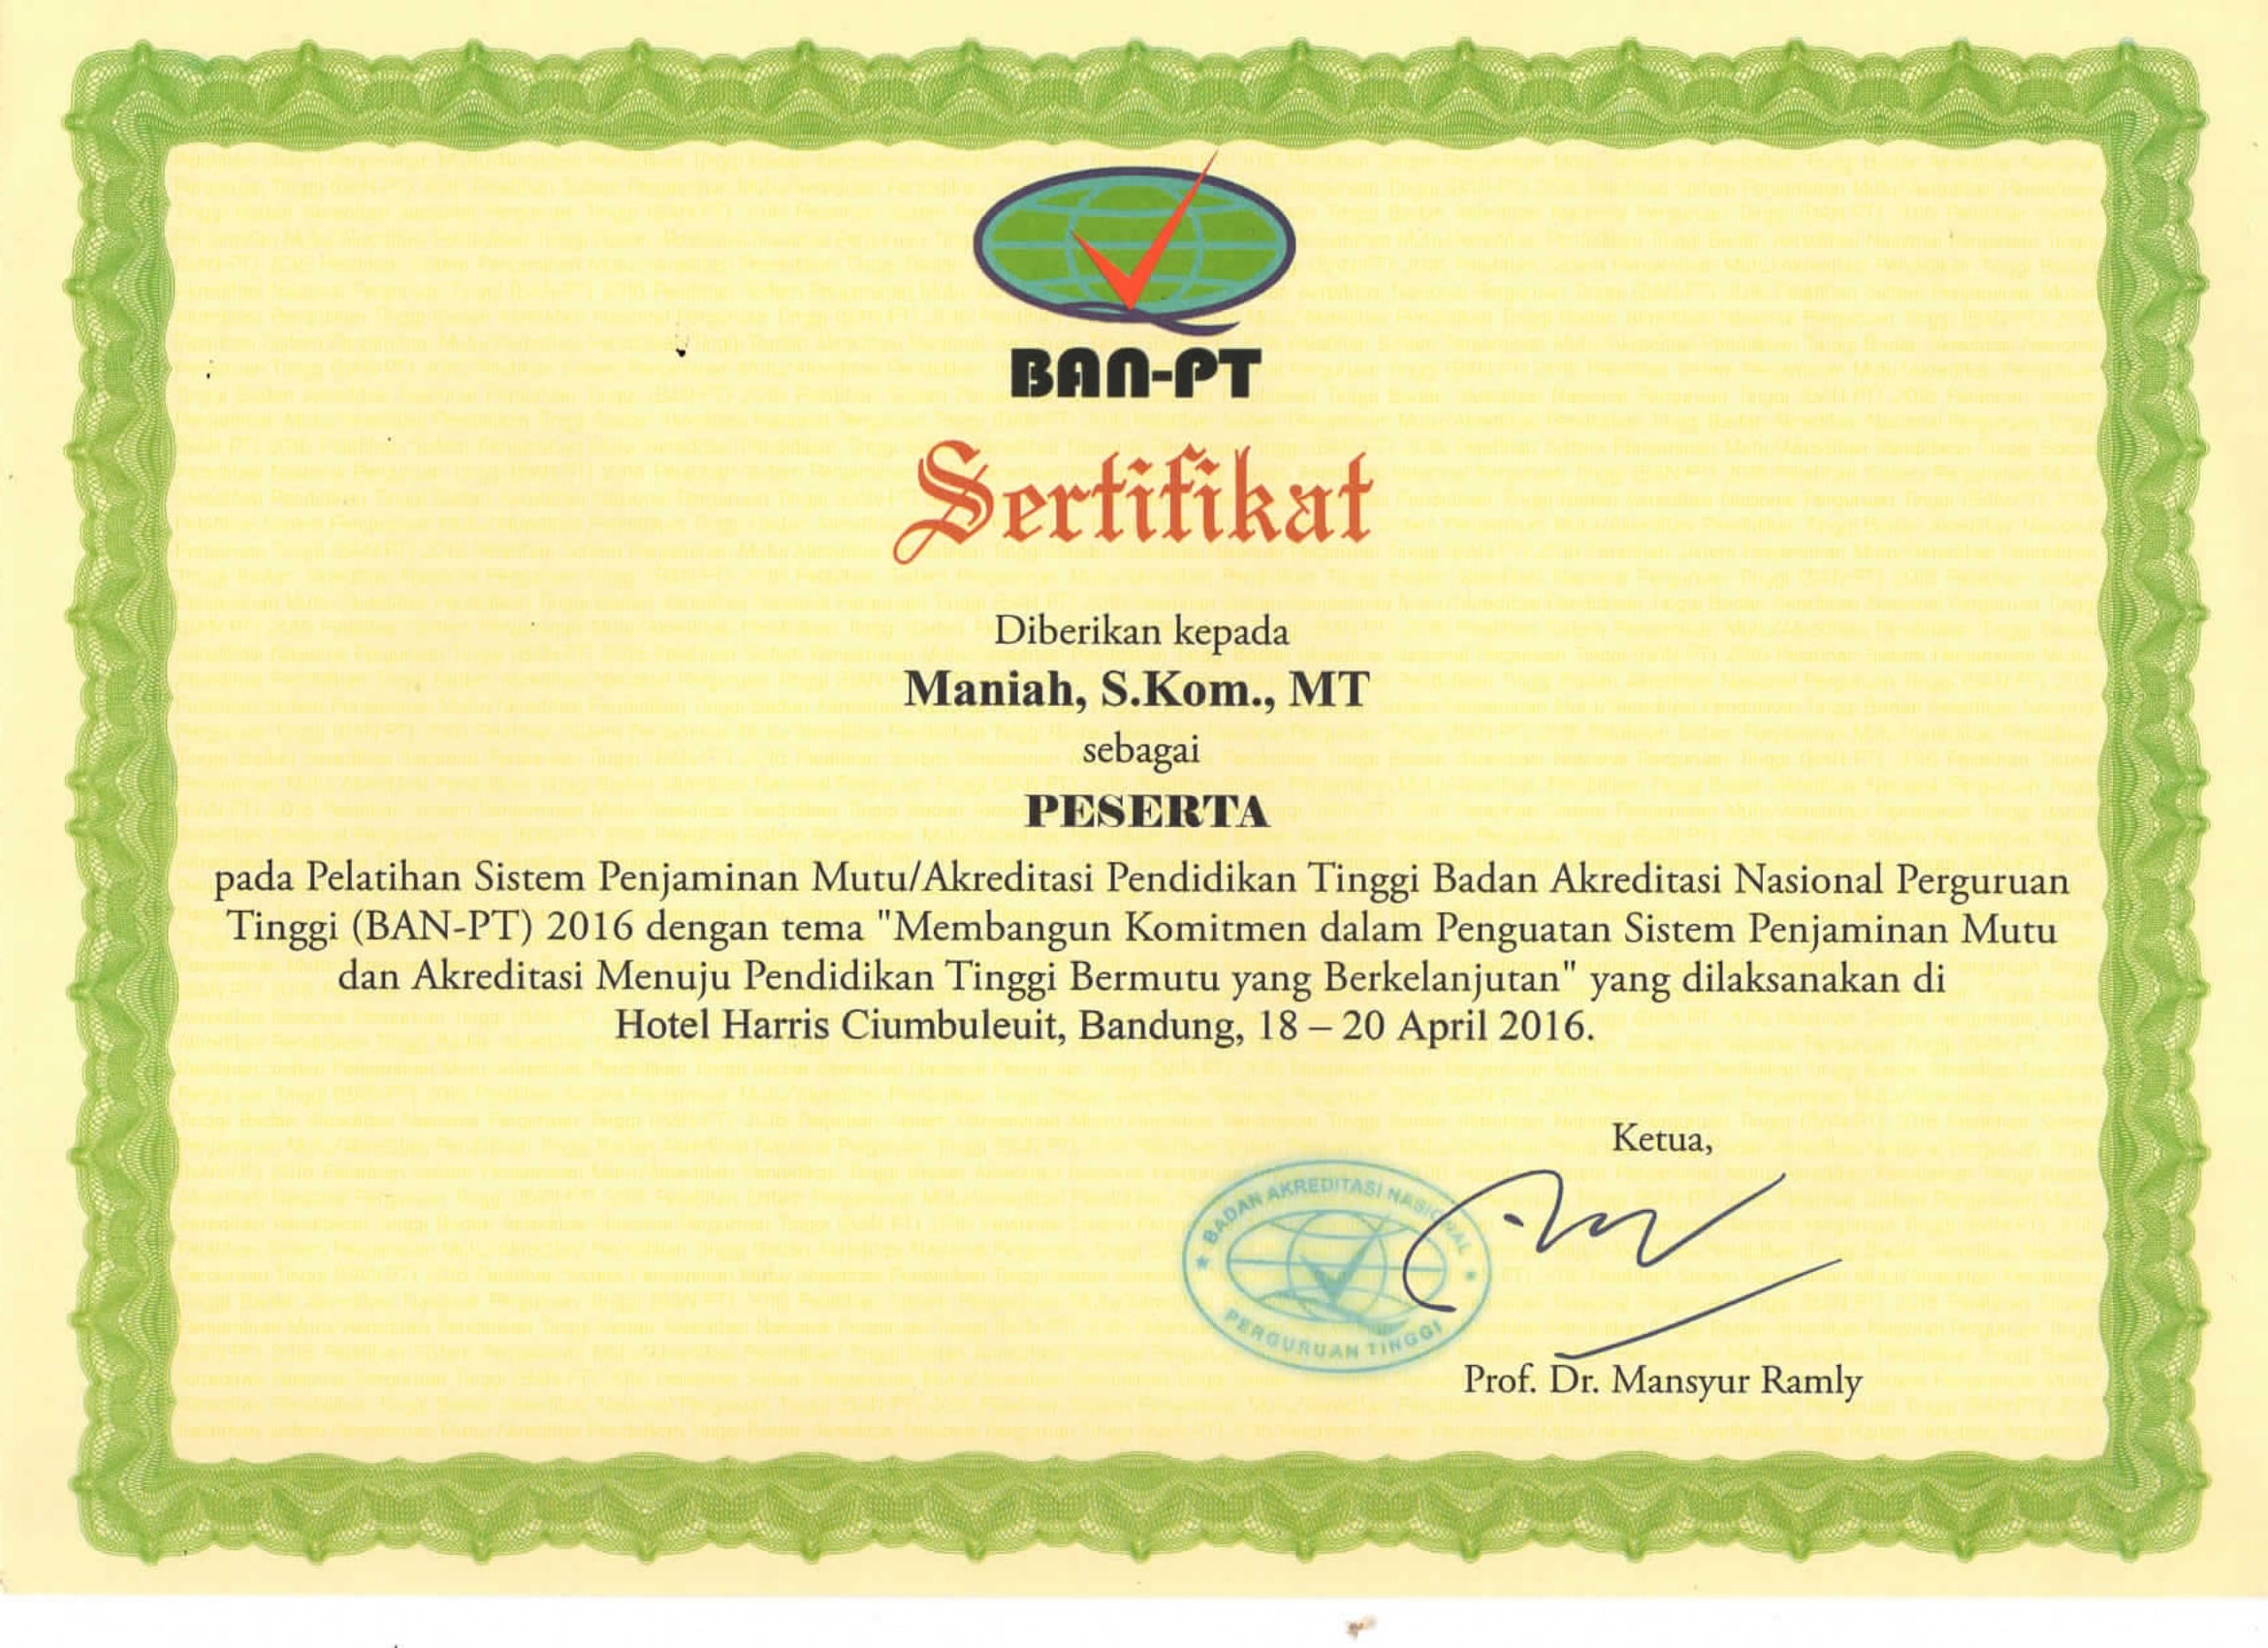 BAN-PT
Sertifikat
Diberikan kepada
Maniah, S.Kom., MT
sebagai
PESERTA
pada Pelatihan Sistem Penjaminan Mutu/Akreditasi Pendidikan Tinggi Badan Akreditasi Nasional Perguruan
Tinggi (BAN-PT) 2016 dengan tema "Membangun Komitmen dalam Penguatan Sistem Penjaminan Mutu
dan Akreditasi Menuju Pendidikan Tinggi Bermutu yang Berkelanjutan" yang dilaksanakan di
Hotel Harris Ciumbuleuit, Bandung, 18 – 20 April 2016.
Ketua,
BADAN AKREDITASI NASIONAL
PERGURUAN TINGGI
Prof. Dr. Mansyur Ramly